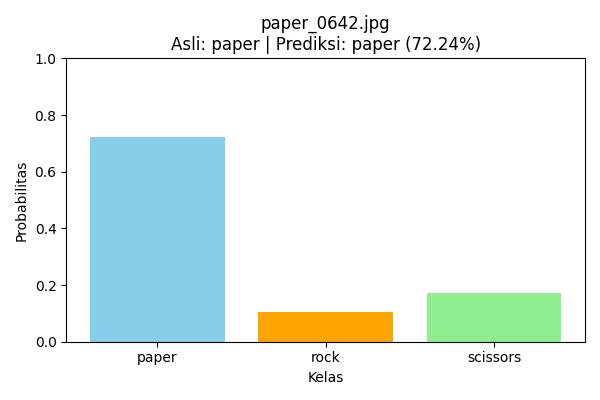 paper_0642.jpg
Asli: paper | Prediksi: paper (72.24%)
1.0
0.8
0.6
0.4
0.2
0.0
Probabilitas
paper rock scissors
Kelas